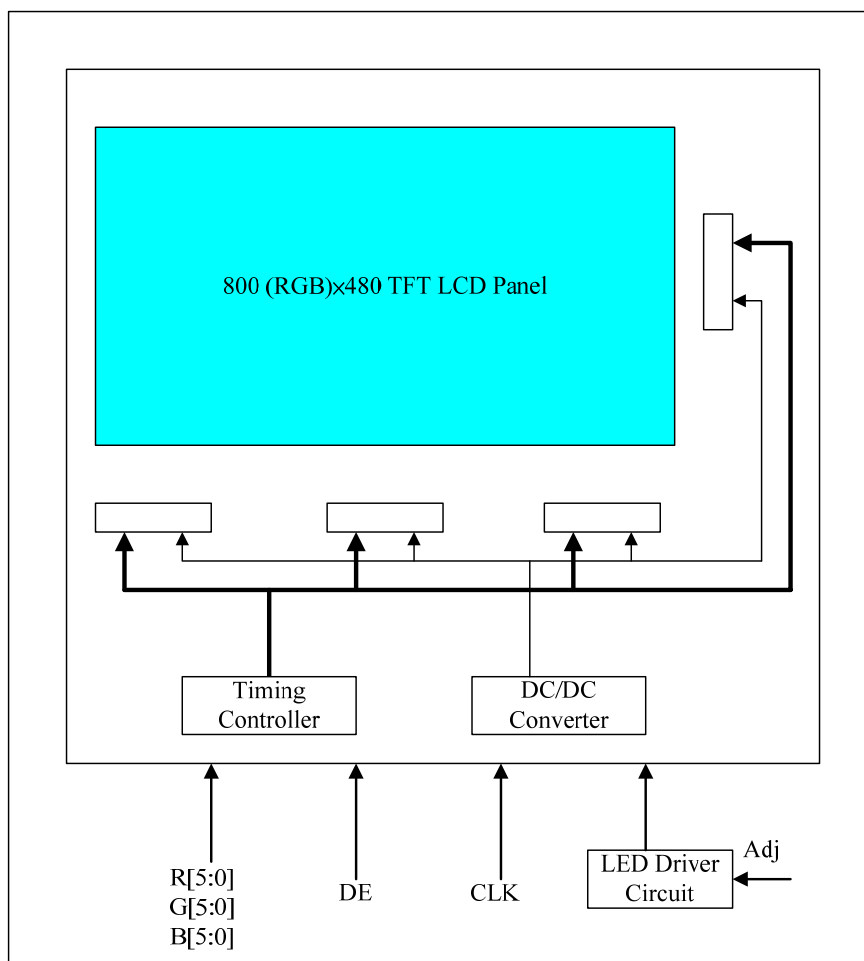 800 (RGB)×480 TFT LCD Panel
Timing
Controller
DC/DC
Converter
R[5:0]
G[5:0]
B[5:0]
DE
CLK
LED Driver
Circuit
Adj